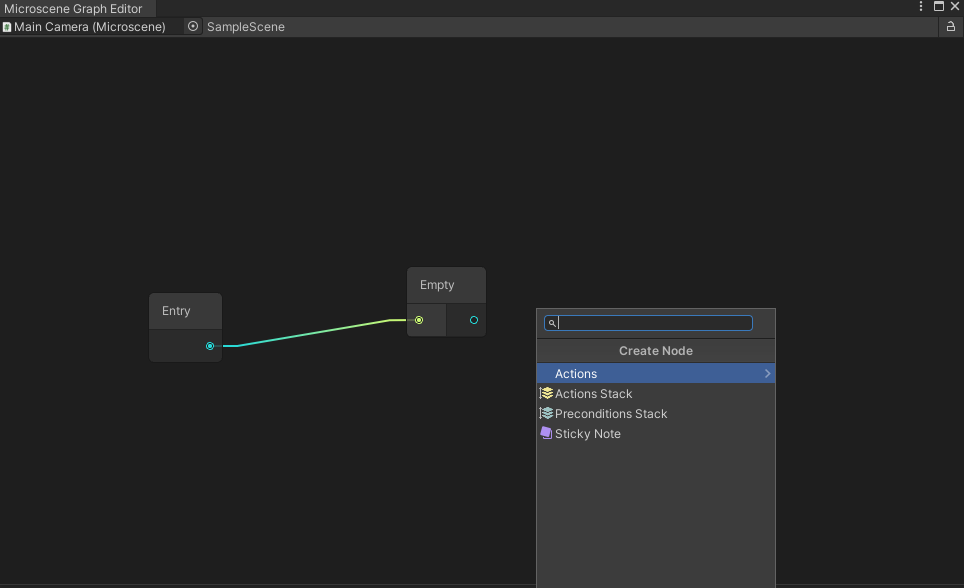 Microscene Graph Editor
Main Camera (Microscene) SampleScene
Empty
Entry
Create Node
Actions
Actions Stack
Preconditions Stack
Sticky Note